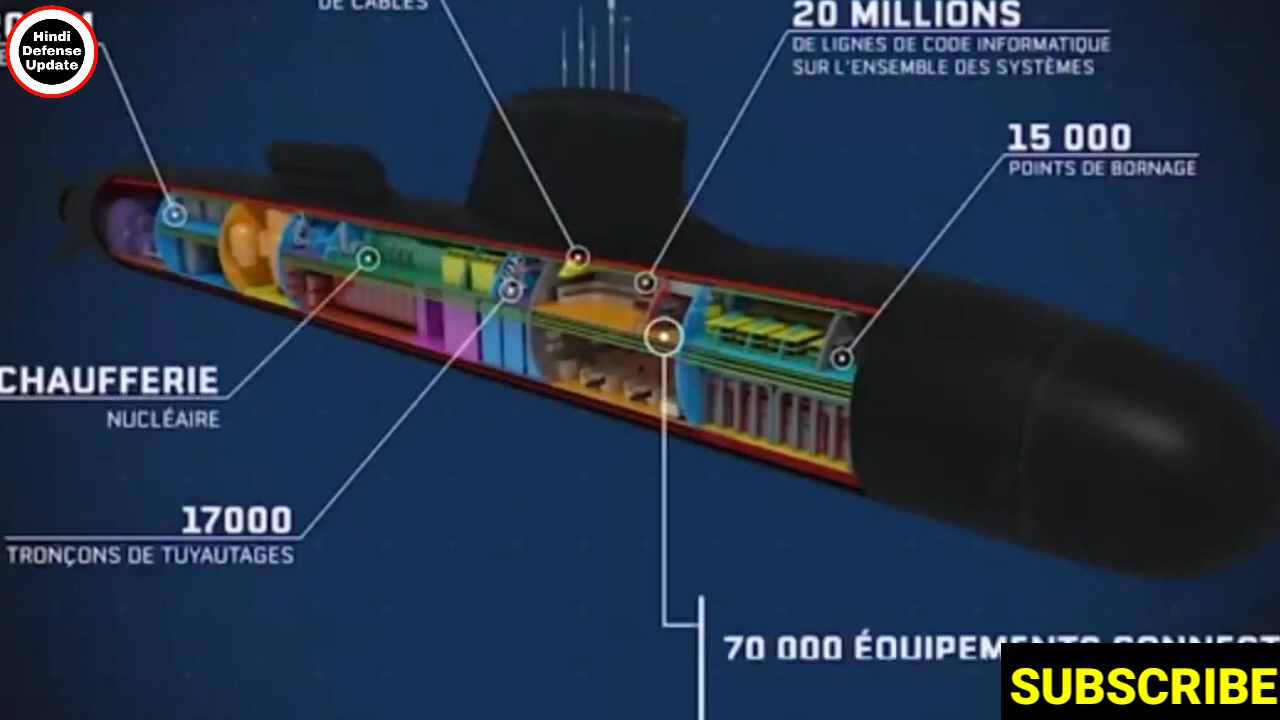 Hindi
Defense
Update
DE CÂBLES
20 MILLIONS
DE LIGNES DE CODE INFORMATIQUE
SUR L'ENSEMBLE DES SYSTÈMES
15 000
POINTS DE BORNAGE
CHAUFFERIE
NUCLÉAIRE
17000
TRONÇONS DE TUYAUTAGES
70 000 ÉQUIPEMENTS CONNECT
SUBSCRIBE